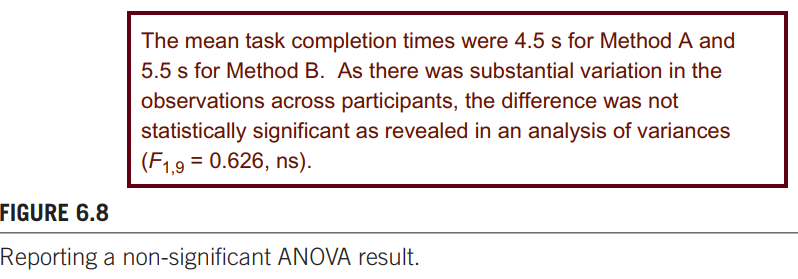 The mean task completion times were 4.5 s for Method A and
5.5 s for Method B.  As there was substantial variation in the
observations across participants, the difference was not
statistically significant as revealed in an analysis of variances
(F1,9 = 0.626, ns).
FIGURE 6.8
Reporting a non-significant ANOVA result.